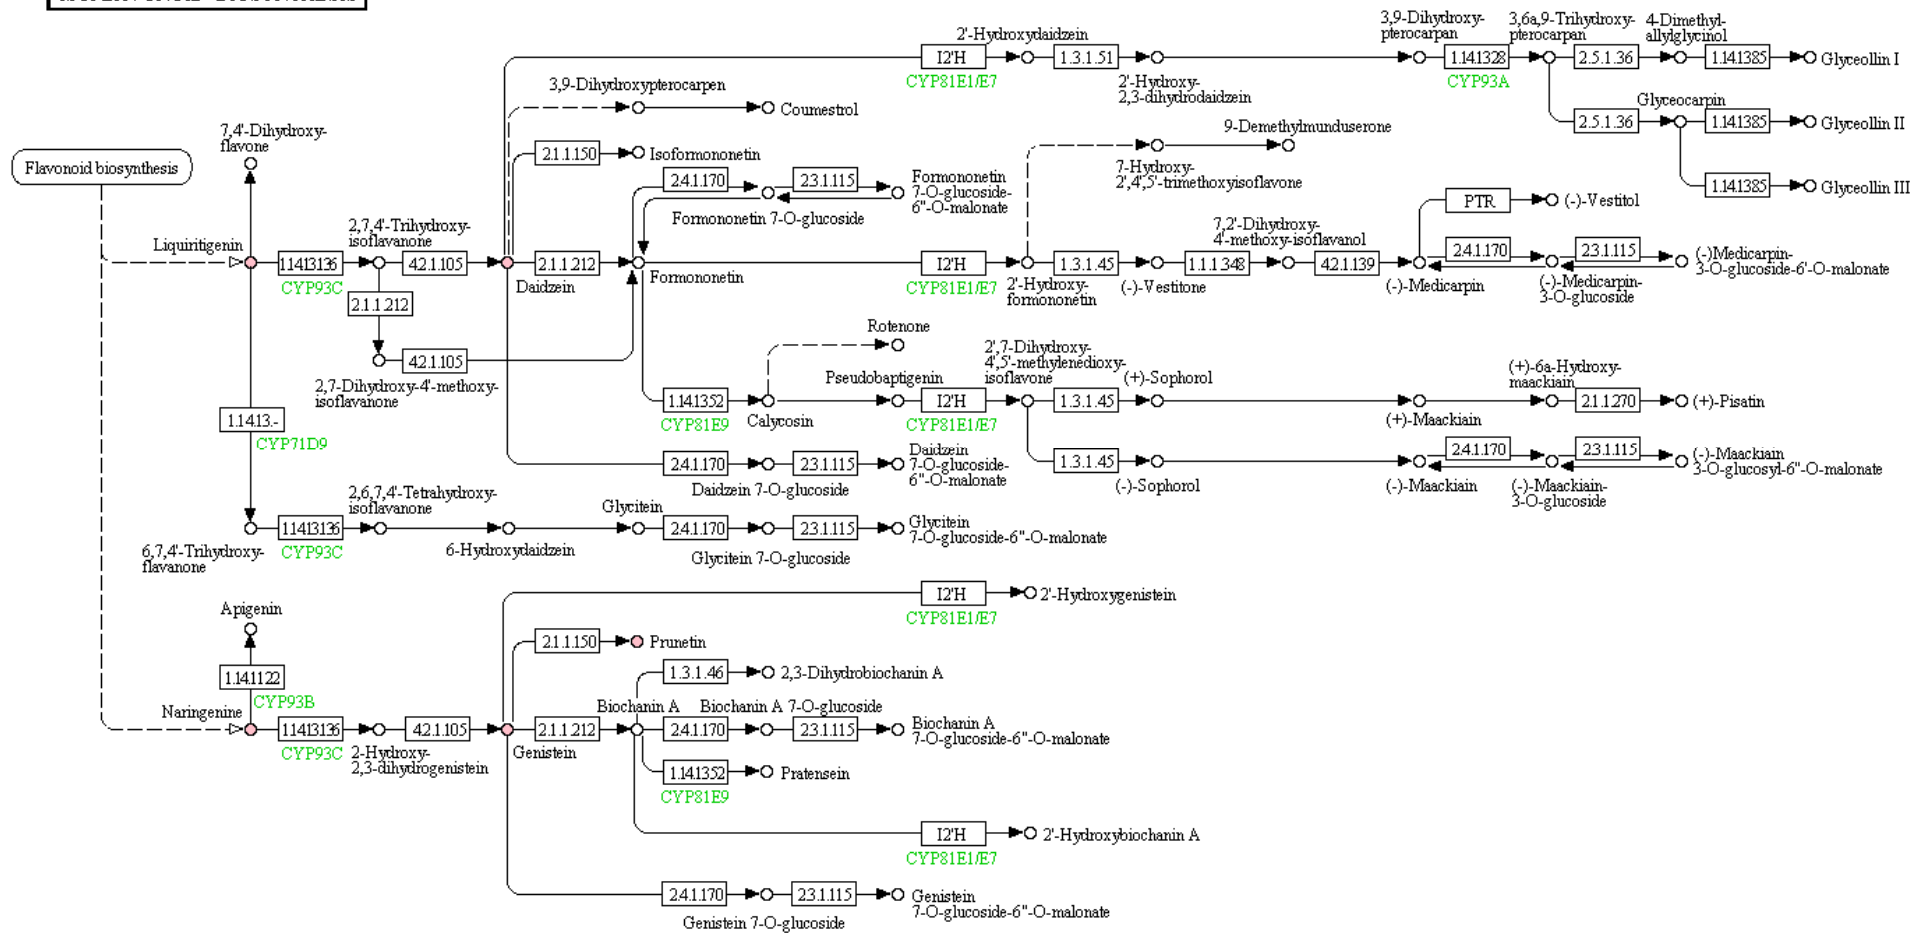 3,9-Dihydroxy-
pterocarpan
3,6a,9-Trihydroxy-
pterocarpan
4-Dimethyl-
allylglycinol
2'-Hydroxydaidzein
I2'H
1.3.1.51
1.14.13.28
2.5.1.36
1.14.13.85
Glyceollin I
CYP81E1/E7
2'-Hydroxy-
2,3-dihydrodaidzein
CYP93A
3,9-Dihydroxypterocarpen
Coumestrol
Glyceocarpin
2.5.1.36
1.14.13.85
Glyceollin II
7,4'-Dihydroxy-
flavone
9-Demethylmunduserone
2.1.1.150
Isoformononetin
7-Hydroxy-
2',4',5'-trimethoxyisoflavone
Flavonoid biosynthesis
2.4.1.170
2.3.1.115
Formononetin
7-O-glucoside-
6''-O-malonate
1.14.13.85
Glyceollin III
Formononetin 7-O-glucoside
PTR
(-)-Vestitol
Liquiritigenin
2,7,4'-Trihydroxy-
isoflavanone
7,2'-Dihydroxy-
4'-methoxy-isoflavanol
2.4.1.170
2.3.1.115
1.14.13.136
4.2.1.105
2.1.1.212
I2'H
1.3.1.45
1.1.1.348
4.2.1.139
(-)Medicarpin-
3-O-glucoside-6'-O-malonate
CYP93C
Daidzein
Formononetin
CYP81E1/E7
2'-Hydroxy-
formononetin
(-)-Vestitone
(-)-Medicarpin
(-)-Medicarpin-
3-O-glucoside
2.1.1.212
Rotenone
4.2.1.105
2,7-Dihydroxy-4'-methoxy-
isoflavanone
2',7-Dihydroxy-
4',5'-methylenedioxy-
isoflavone
Pseudobaptigenin
(+)-Sophorol
(+)-6a-Hydroxy-
maackiain
1.14.13.52
I2'H
1.3.1.45
2.1.1.270
(+)-Pisatin
CYP81E9
Calycosin
CYP81E1/E7
(+)-Maackiain
1.14.13.-
CYP71D9
2.4.1.170
2.3.1.115
Daidzein
7-O-glucoside-
6''-O-malonate
Daidzein 7-O-glucoside
1.3.1.45
(-)-Sophorol
2.4.1.170
2.3.1.115
(-)-Maackiain
3-O-glucosyl-6''-O-malonate
(-)-Maackiain
(-)-Maackiain-
3-O-glucoside
2,6,7,4'-Tetrahydroxy-
isoflavanone
Glycitein
1.14.13.136
2.4.1.170
2.3.1.115
Glycitein
7-O-glucoside-6''-O-malonate
6,7,4'-Trihydroxy-
flavanone
CYP93C
6-Hydroxydaidzein
Glycitein 7-O-glucoside
Apigenin
I2'H
2'-Hydroxygenistein
CYP81E1/E7
2.1.1.150
Prunetin
1.14.11.22
CYP93B
1.3.1.46
2,3-Dihydrobiochanin A
Naringenine
Biochanin A
Biochanin A 7-O-glucoside
1.14.13.136
4.2.1.105
2.1.1.212
2.4.1.170
2.3.1.115
Biochanin A
7-O-glucoside-6''-O-malonate
CYP93C
2-Hydroxy-
2,3-dihydrogenistein
Genistein
1.14.13.52
Pratensein
CYP81E9
I2'H
2'-Hydroxybiochanin A
CYP81E1/E7
2.4.1.170
2.3.1.115
Genistein
7-O-glucoside-6''-O-malonate
Genistein 7-O-glucoside